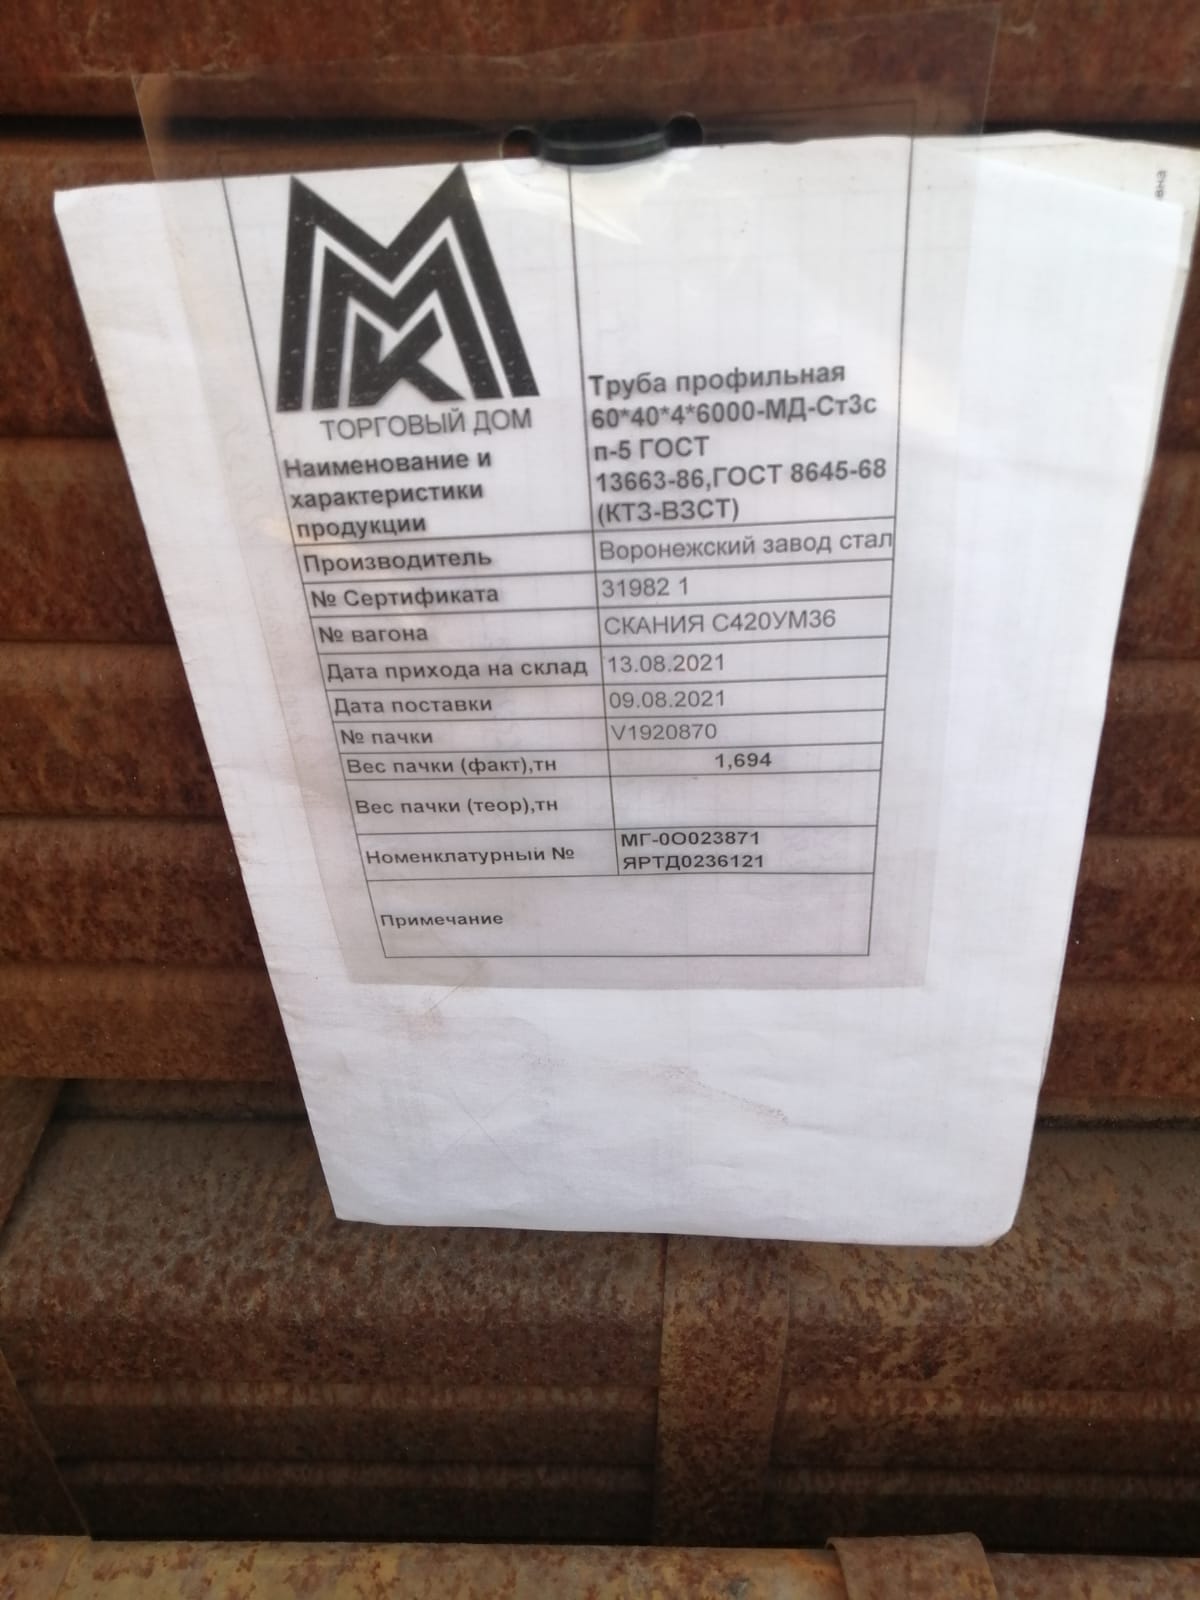 ММК
ТОРГОВЫЙ ДОМ
Наименование и
характеристики
продукции
Труба профильная
60*40*4*6000-МД-Ст3с
п-5 ГОСТ
13663-86,ГОСТ 8645-68
(КТЗ-ВЗСТ)
Производитель Воронежский завод стал
№ Сертификата 31982 1
№ вагона СКАНИЯ С420УМ36
Дата прихода на склад 13.08.2021
Дата поставки 09.08.2021
№ пачки V1920870
Вес пачки (факт),тн 1,694
Вес пачки (теор),тн
Номенклатурный № МГ-0О023871
ЯРТД0236121
Примечание